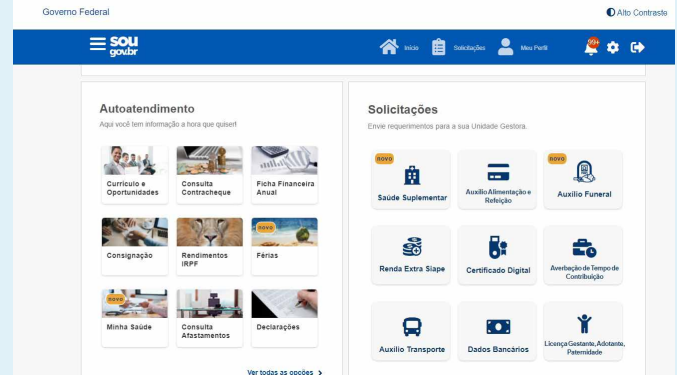 Governo Federal
Alto Contraste
sou
gov.br
Início
Solicitações
Meu Perfil
99+
Autoatendimento
Aqui você tem informação a hora que quiser!
Currículo e
Oportunidades
Consulta
Contracheque
Ficha Financeira
Anual
Consignação
Rendimentos
IRPF
novo
Férias
novo
Minha Saúde
Consulta
Afastamentos
Declarações
Ver todas as opções
Solicitações
Envie requerimentos para a sua Unidade Gestora.
novo
Saúde Suplementar
Auxílio Alimentação e
Refeição
novo
Auxílio Funeral
Renda Extra Siape
Certificado Digital
Averbação de Tempo de
Contribuição
Auxílio Transporte
Dados Bancários
Licença Gestante, Adotante,
Paternidade